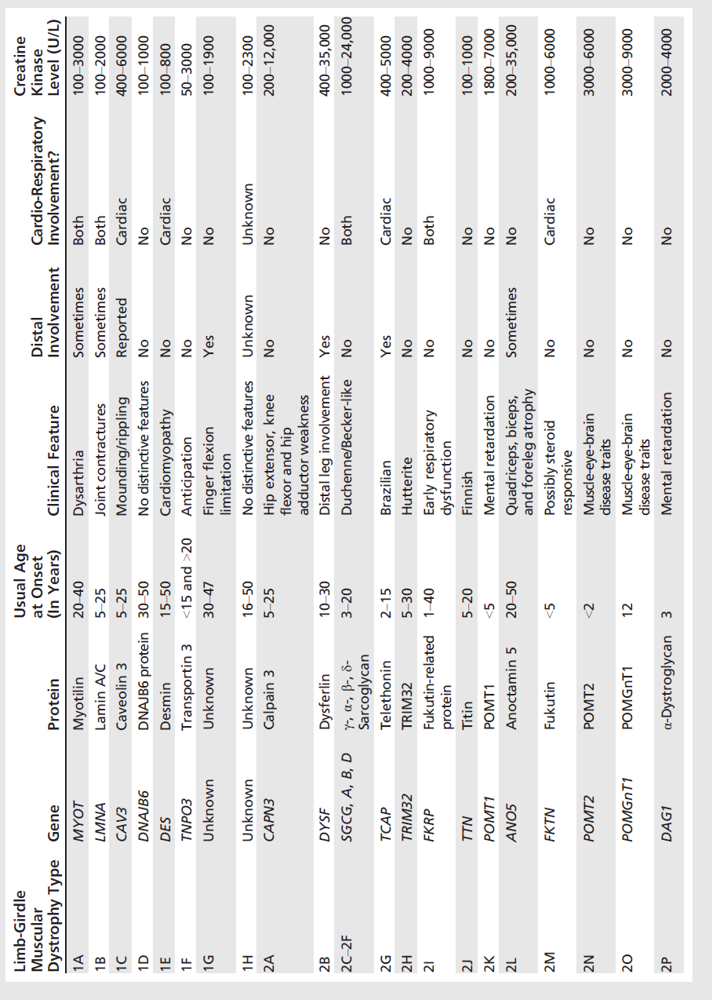 Limb-Girdle Muscular Dystrophy Type Gene Protein Usual Age at Onset (In Years) Clinical Feature Distal Involvement Cardio-Respiratory Involvement? Creatine Kinase Level (U/L)
1A MYOT Myotilin 20–40 Dysarthria Sometimes Both 100–3000
1B LMNA Lamin A/C 5–25 Joint contractures Sometimes Both 100–2000
1C CAV3 Caveolin 3 5–25 Mounding/rippling Reported Cardiac 400–6000
1D DNAJB6 DNAJB6 protein 30–50 No distinctive features No No 100–1000
1E DES Desmin 15–50 Cardiomyopathy No Cardiac 100–800
1F TNPO3 Transportin 3 <15 and >20 Anticipation No No 50–3000
1G Unknown Unknown 30–47 Finger flexion limitation Yes No 100–1900
1H Unknown Unknown 16–50 No distinctive features Unknown Unknown 100–2300
2A CAPN3 Calpain 3 5–25 Hip extensor, knee flexor and hip adductor weakness No No 200–12,000
2B DYSF Dysferlin 10–30 Distal leg involvement Yes No 400–35,000
2C–2F SGCG, A, B, D γ-, α-, β-, δ-Sarcoglycan 3–20 Duchenne/Becker-like No Both 1000–24,000
2G TCAP Telethonin 2–15 Brazilian Yes Cardiac 400–5000
2H TRIM32 TRIM32 5–30 Hutterite No No 200–4000
2I FKRP Fukutin-related protein 1–40 Early respiratory dysfunction No Both 1000–9000
2J TTN Titin 5–20 Finnish No No 100–1000
2K POMT1 POMT1 <5 Mental retardation No No 1800–7000
2L ANO5 Anoctamin 5 20–50 Quadriceps, biceps, and foreleg atrophy Sometimes No 200–35,000
2M FKTN Fukutin <5 Possibly steroid responsive No Cardiac 1000–6000
2N POMT2 POMT2 <2 Muscle-eye-brain disease traits No No 3000–6000
2O POMGnT1 POMGnT1 12 Muscle-eye-brain disease traits No No 3000–9000
2P DAG1 α-Dystroglycan 3 Mental retardation No No 2000–4000